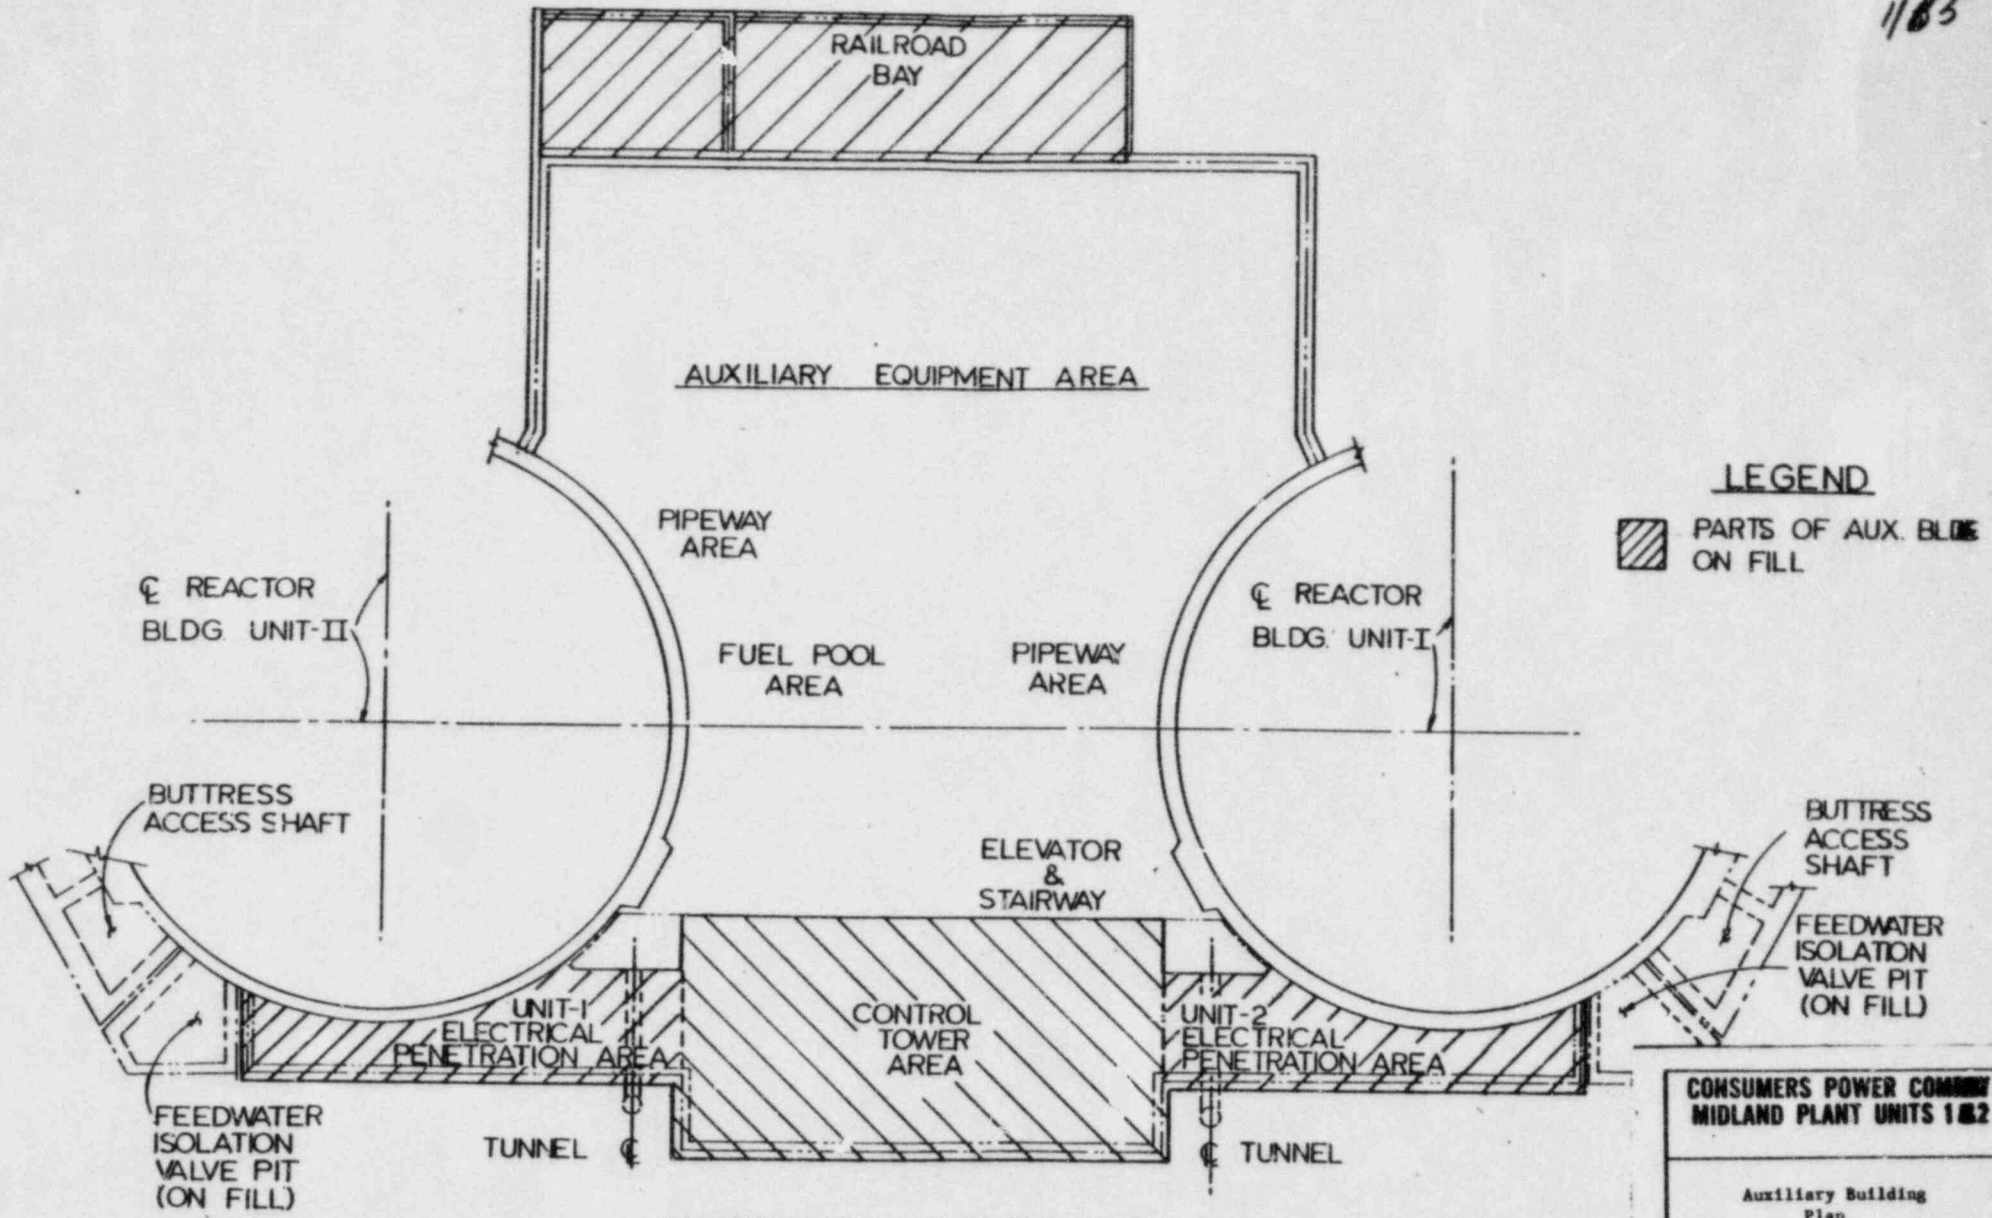 RAILROAD
BAY
AUXILIARY EQUIPMENT AREA
LEGEND
PARTS OF AUX. BLDG
ON FILL
PIPEWAY
AREA
℄ REACTOR
BLDG. UNIT-II
℄ REACTOR
BLDG. UNIT-I
FUEL POOL
AREA
PIPEWAY
AREA
BUTTRESS
ACCESS SHAFT
ELEVATOR
&
STAIRWAY
BUTTRESS
ACCESS
SHAFT
FEEDWATER
ISOLATION
VALVE PIT
(ON FILL)
UNIT-1
ELECTRICAL
PENETRATION AREA
CONTROL
TOWER
AREA
UNIT-2
ELECTRICAL
PENETRATION AREA
FEEDWATER
ISOLATION
VALVE PIT
(ON FILL)
TUNNEL ℄
℄ TUNNEL
CONSUMERS POWER COMPANY
MIDLAND PLANT UNITS 1 & 2
Auxiliary Building
Plan